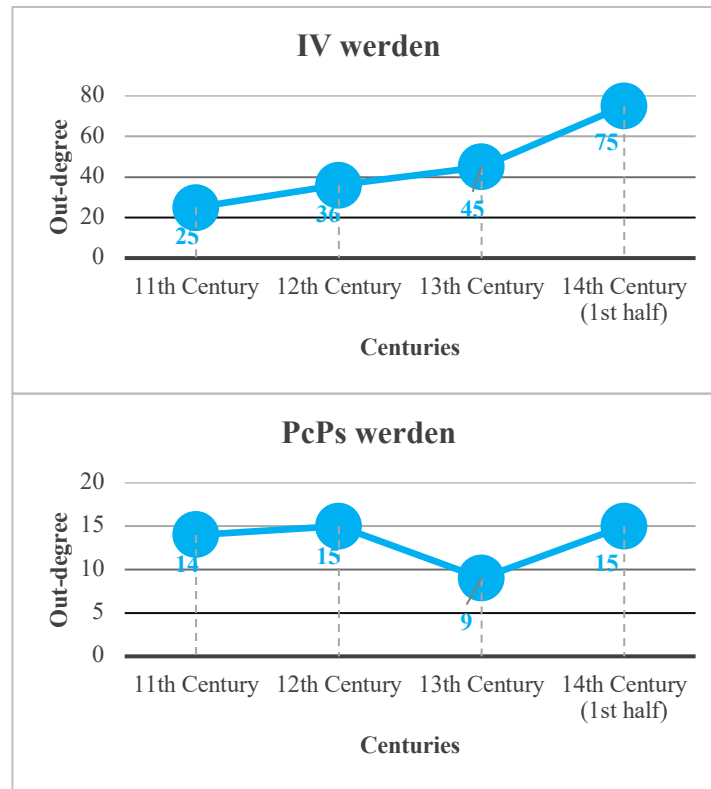 IV werden
80
60
40
20
0
Out-degree
25
36
45
75
11th Century 12th Century 13th Century 14th Century
(1st half)
Centuries
PcPs werden
20
15
10
5
0
Out-degree
14
15
9
15
11th Century 12th Century 13th Century 14th Century
(1st half)
Centuries